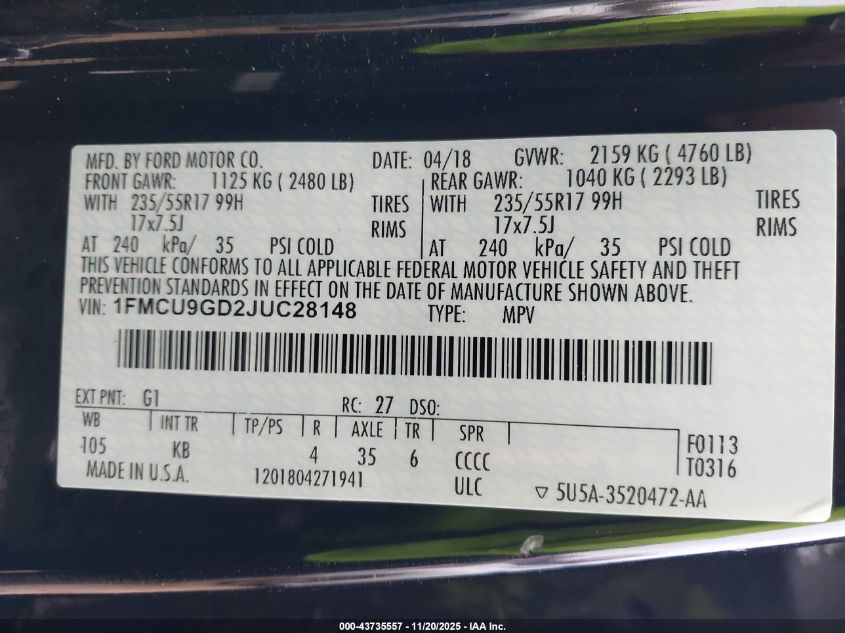 MFD. BY FORD MOTOR CO. DATE: 04/18 GVWR: 2159 KG ( 4760 LB)
FRONT GAWR: 1125 KG ( 2480 LB) REAR GAWR: 1040 KG ( 2293 LB)
WITH 235/55R17 99H TIRES WITH 235/55R17 99H TIRES
17x7.5J RIMS 17x7.5J RIMS
AT 240 kPa/ 35 PSI COLD AT 240 kPa/ 35 PSI COLD
THIS VEHICLE CONFORMS TO ALL APPLICABLE FEDERAL MOTOR VEHICLE SAFETY AND THEFT
PREVENTION STANDARDS IN EFFECT ON THE DATE OF MANUFACTURE SHOWN ABOVE.
VIN: 1FMCU9GD2JUC28148 TYPE: MPV
EXT PNT: G1 RC: 27 DSO:
WB INT TR TP/PS R AXLE TR SPR F0113
105 KB 4 35 6 CCCC T0316
MADE IN U.S.A. 1201804271941 ULC ▽ 5U5A-3520472-AA
000-43735557 - 11/20/2025 - IAA Inc.